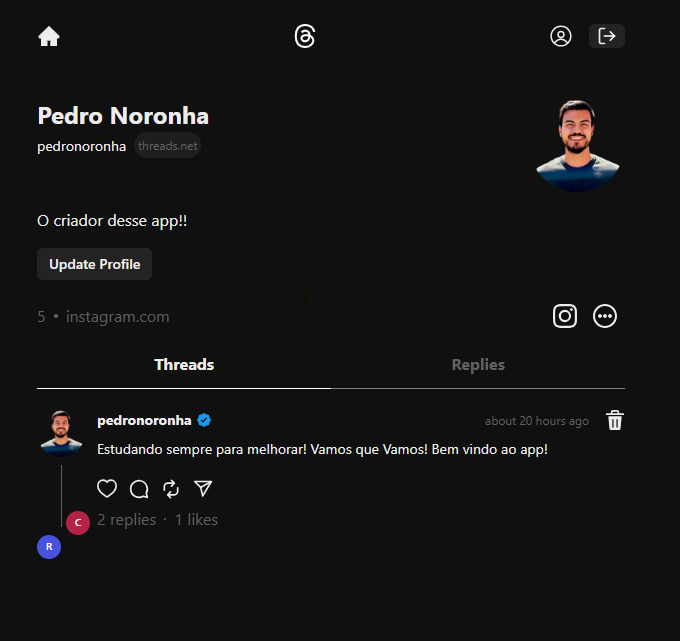 Pedro Noronha
pedronoronha threads.net
O criador desse app!!
Update Profile
5 • instagram.com
Threads Replies
pedronoronha about 20 hours ago
Estudando sempre para melhorar! Vamos que Vamos! Bem vindo ao app!
C 2 replies · 1 likes
R